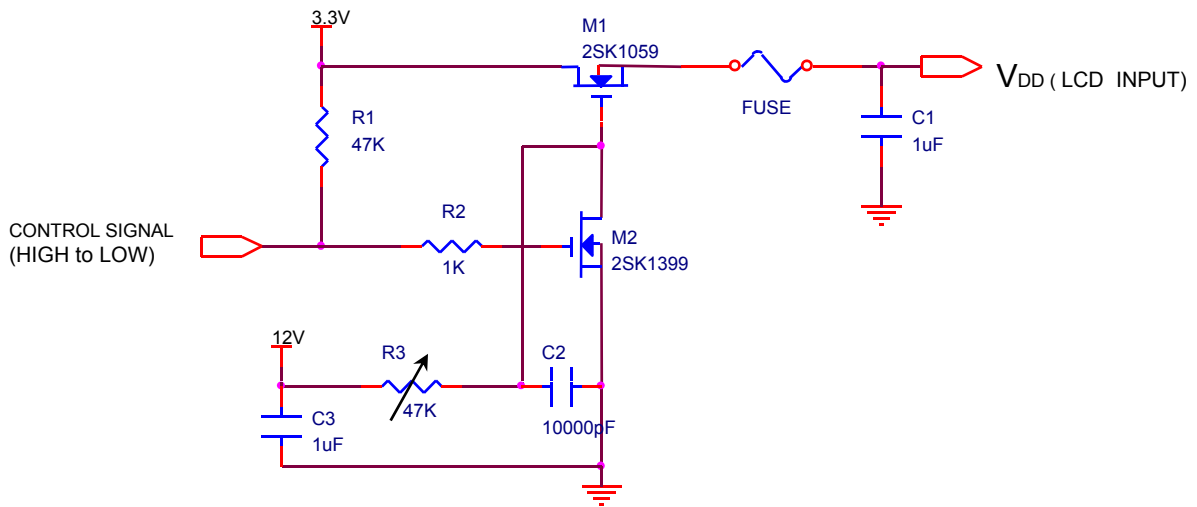 3.3V
M1
2SK1059
FUSE
VDD ( LCD INPUT)
R1
47K
C1
1uF
CONTROL SIGNAL
(HIGH to LOW)
R2
1K
M2
2SK1399
12V
R3
47K
C2
10000pF
C3
1uF